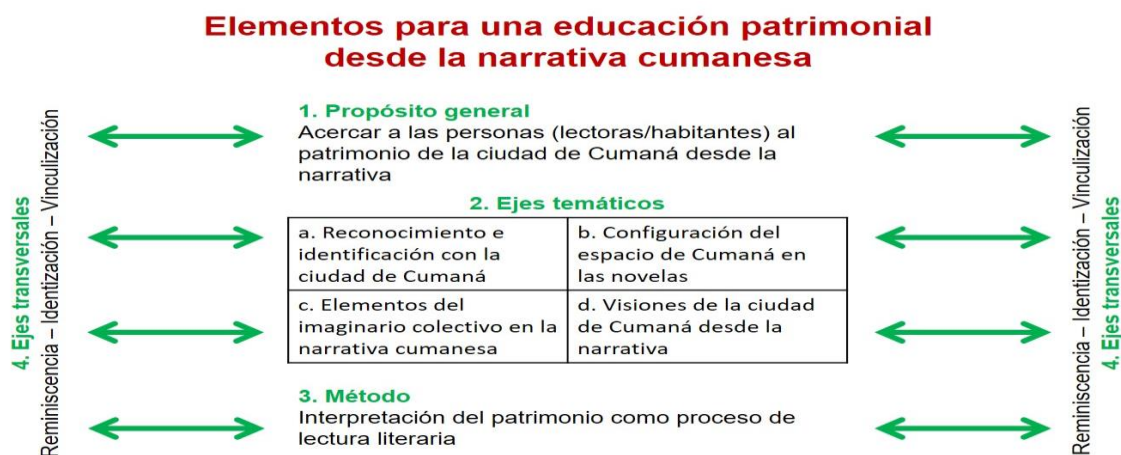 Elementos para una educación patrimonial
desde la narrativa cumanesa
4. Ejes transversales
Reminiscencia – Identización – Vinculización
1. Propósito general
Acercar a las personas (lectoras/habitantes) al
patrimonio de la ciudad de Cumaná desde la
narrativa
2. Ejes temáticos
a. Reconocimiento e
identificación con la
ciudad de Cumaná
b. Configuración del
espacio de Cumaná en
las novelas
c. Elementos del
imaginario colectivo en la
narrativa cumanesa
d. Visiones de la ciudad
de Cumaná desde la
narrativa
3. Método
Interpretación del patrimonio como proceso de
lectura literaria
Reminiscencia – Identización – Vinculización
4. Ejes transversales